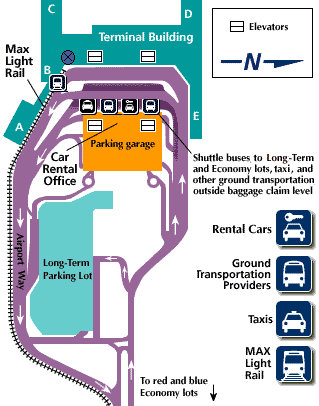 C
D
Terminal Building
Elevators
N
Max
Light
Rail
B
A
E
Car
Rental
Office
Parking garage
Shuttle buses to Long-Term
and Economy lots, taxi, and
other ground transportation
outside baggage claim level
Rental Cars
Ground
Transportation
Providers
Airport Way
Long-Term
Parking Lot
Taxis
MAX
Light
Rail
To red and blue
Economy lots